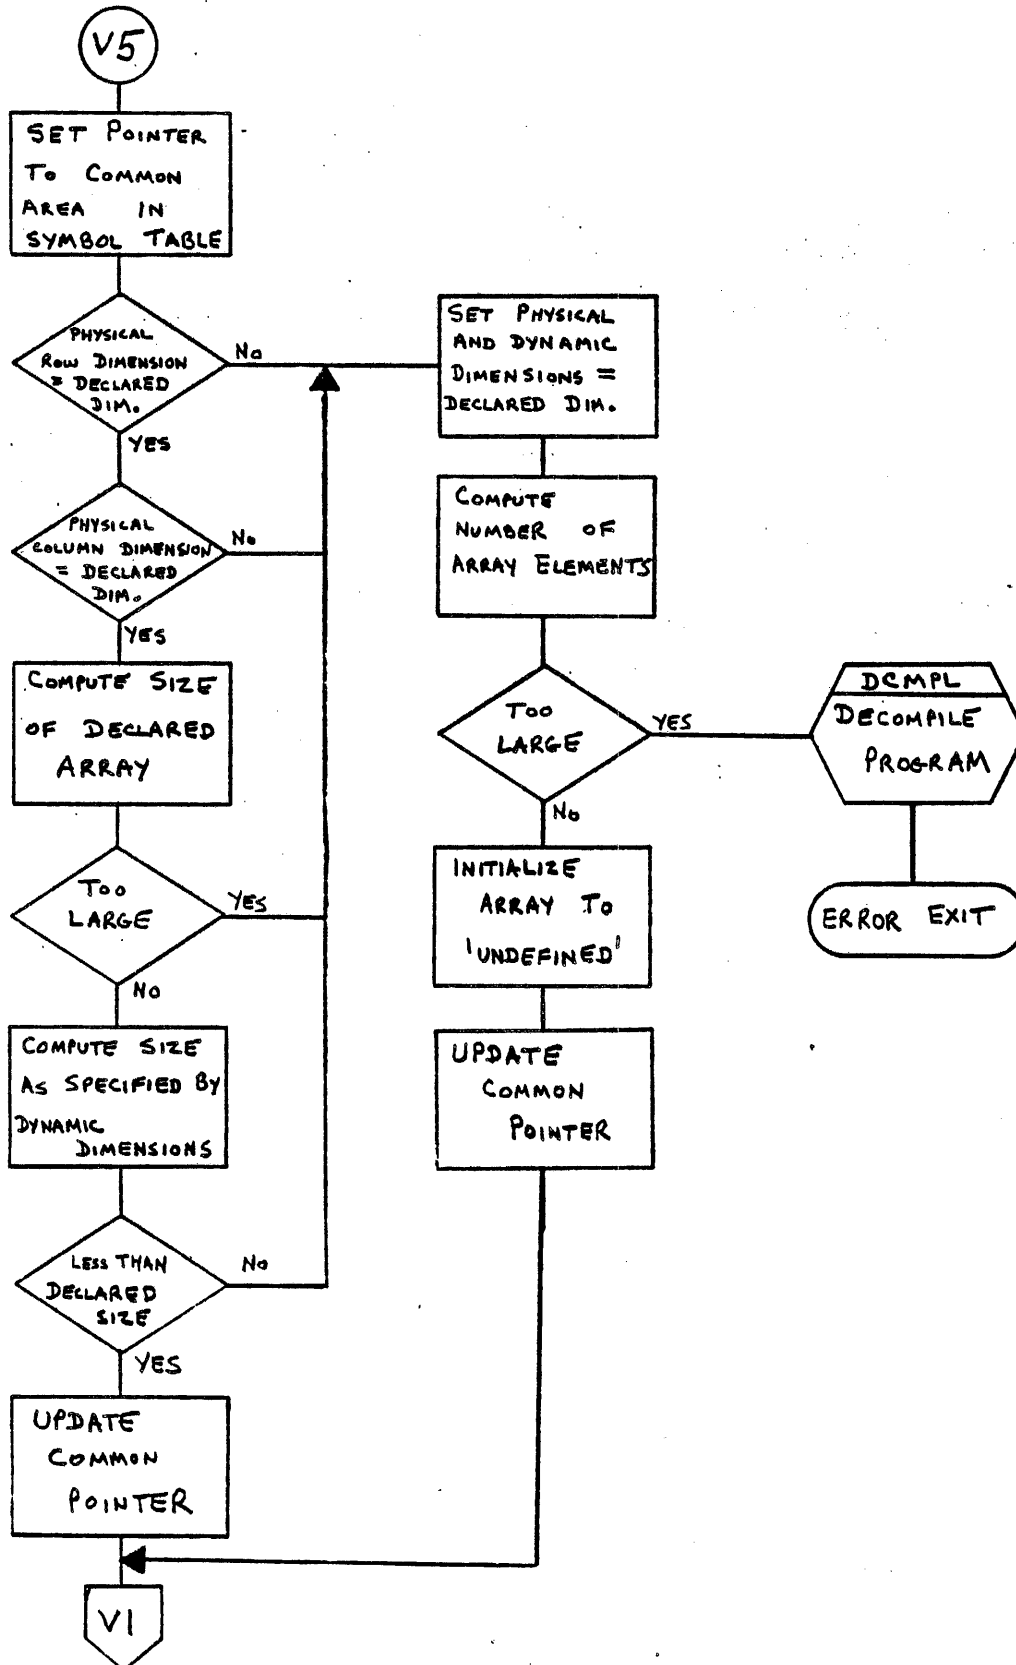 V5
SET POINTER
TO COMMON
AREA IN
SYMBOL TABLE
PHYSICAL
ROW DIMENSION
= DECLARED
DIM.
NO
YES
PHYSICAL
COLUMN DIMENSION
= DECLARED
DIM.
NO
YES
COMPUTE SIZE
OF DECLARED
ARRAY
TOO
LARGE
YES
NO
COMPUTE SIZE
AS SPECIFIED BY
DYNAMIC
DIMENSIONS
LESS THAN
DECLARED
SIZE
NO
YES
UPDATE
COMMON
POINTER
V1
SET PHYSICAL
AND DYNAMIC
DIMENSIONS =
DECLARED DIM.
COMPUTE
NUMBER OF
ARRAY ELEMENTS
TOO
LARGE
YES
NO
INITIALIZE
ARRAY TO
'UNDEFINED'
UPDATE
COMMON
POINTER
DCMPL
DECOMPILE
PROGRAM
ERROR EXIT